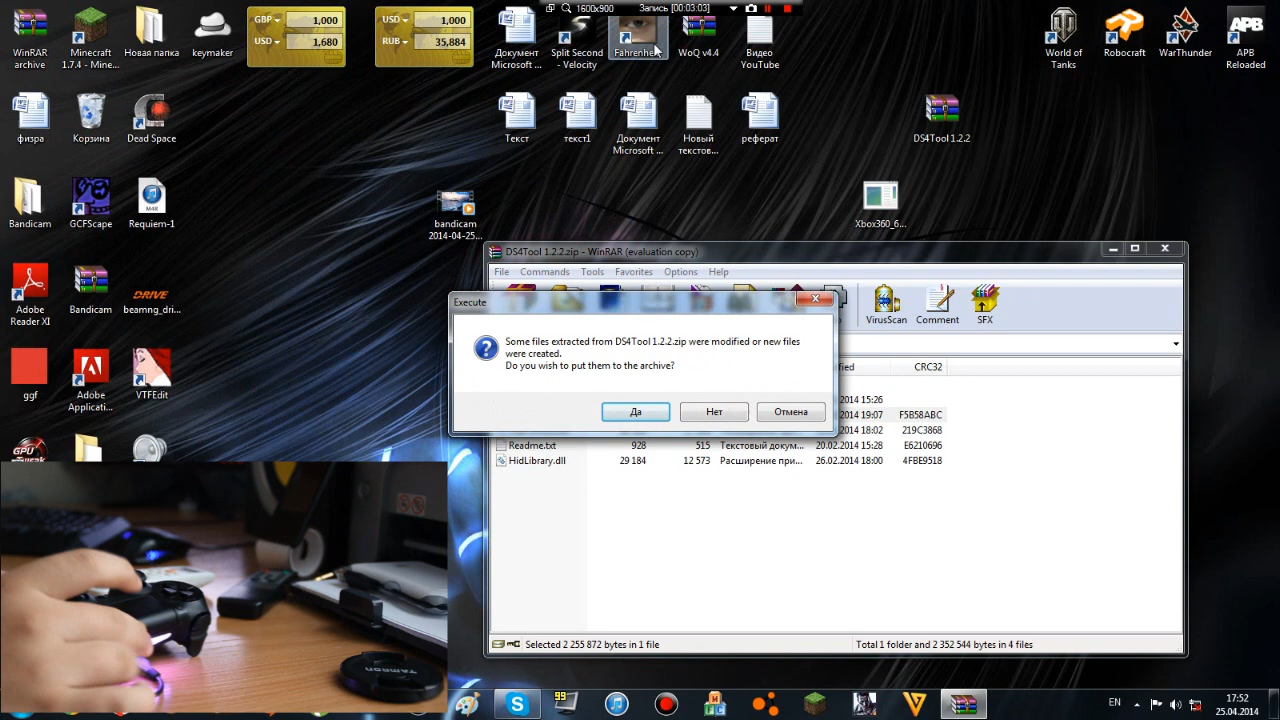 1600x900
Запись
[00:03:03]
WinRAR
archive
Minecraft
1.7.4 - Mine...
Новая папка
keymaker
GBP
1,000
USD
1,680
USD
1,000
RUB
35,884
Документ
Microsoft ...
Split Second
- Velocity
Fahrenhe
WoQ v4.4
Видео
YouTube
World of
Tanks
Robocraft
arThunder
APB
APB
Reloaded
физра
Корзина
Dead Space
Текст
текст1
Документ
Microsoft ...
Новый
текстов...
реферат
DS4Tool 1.2.2
Bandicam
GCFScape
M4R
Requiem-1
bandicam
2014-04-25...
Xbox360_6...
Adobe
Reader XI
Bandicam
DRIVE
beamng_dri...
ggf
Adobe
Applicati...
VTFEdit
DS4Tool 1.2.2.zip - WinRAR (evaluation copy)
File
Commands
Tools
Favorites
Options
Help
VirusScan
Comment
SFX
Execute
Some files extracted from DS4Tool 1.2.2.zip were modified or new files
were created.
Do you wish to put them to the archive?
Да
Нет
Отмена
CRC32
2014 15:26
2014 19:07
F5B58ABC
2014 18:02
219C3868
Readme.txt
928
515
Текстовый докум...
20.02.2014 15:28
E6210696
HidLibrary.dll
29 184
12 573
Расширение при...
26.02.2014 18:00
4FBE9518
Selected 2 255 872 bytes in 1 file
Total 1 folder and 2 352 544 bytes in 4 files
TAMRON
99
EN
17:52
25.04.2014